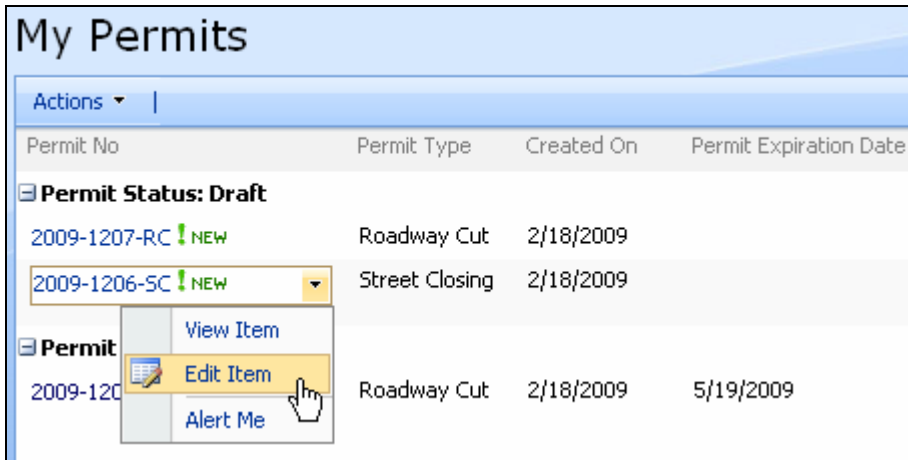 My Permits
Actions
Permit No Permit Type Created On Permit Expiration Date
Permit Status: Draft
2009-1207-RC ! NEW Roadway Cut 2/18/2009
2009-1206-SC ! NEW Street Closing 2/18/2009
View Item
Permit
Edit Item
2009-120 Roadway Cut 2/18/2009 5/19/2009
Alert Me